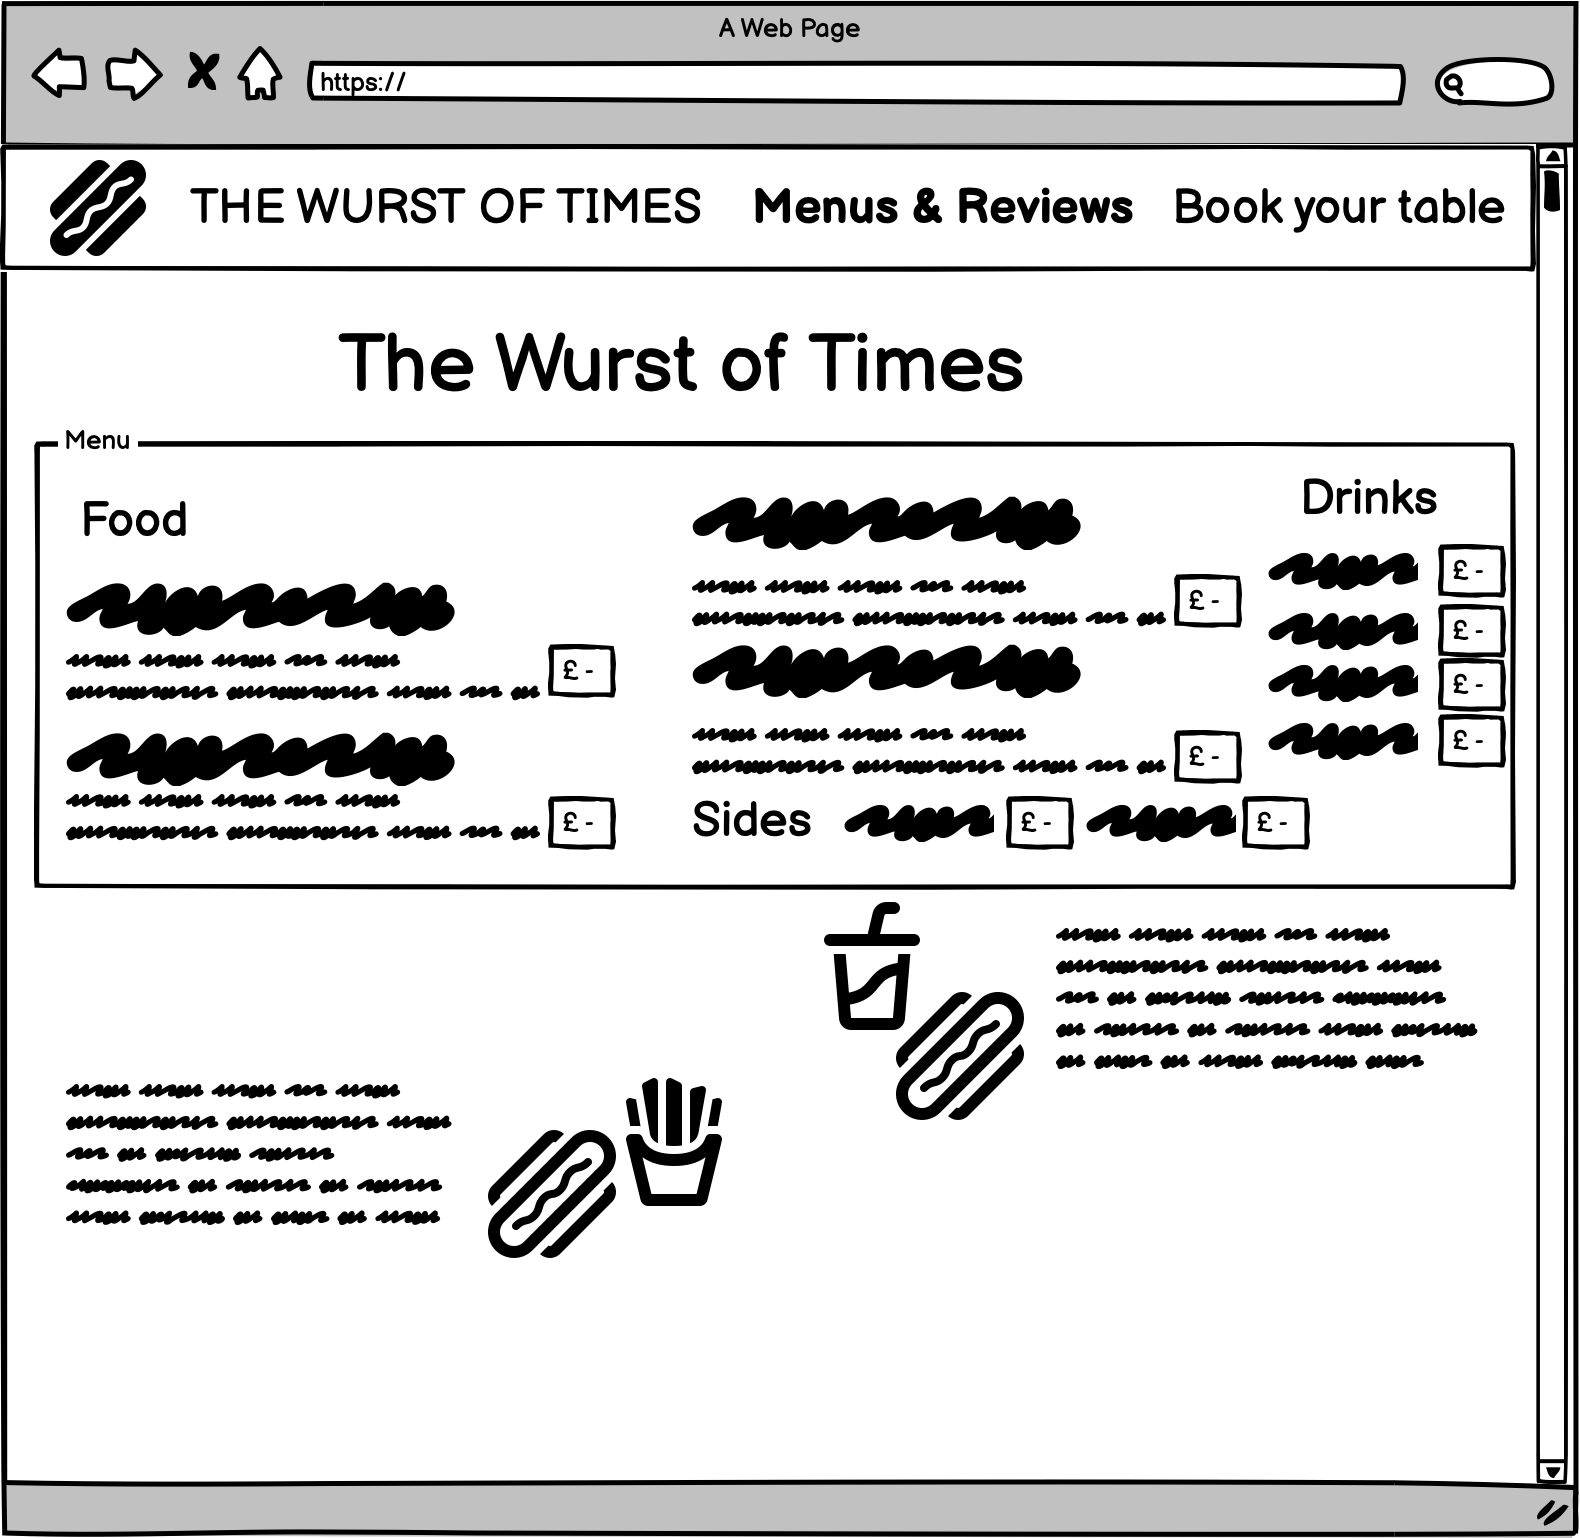 A Web Page
https://
THE WURST OF TIMES Menus & Reviews Book your table
The Wurst of Times
Menu
Food
£ -
£ -
£ -
£ -
Sides £ - £ -
Drinks
£ -
£ -
£ -
£ -